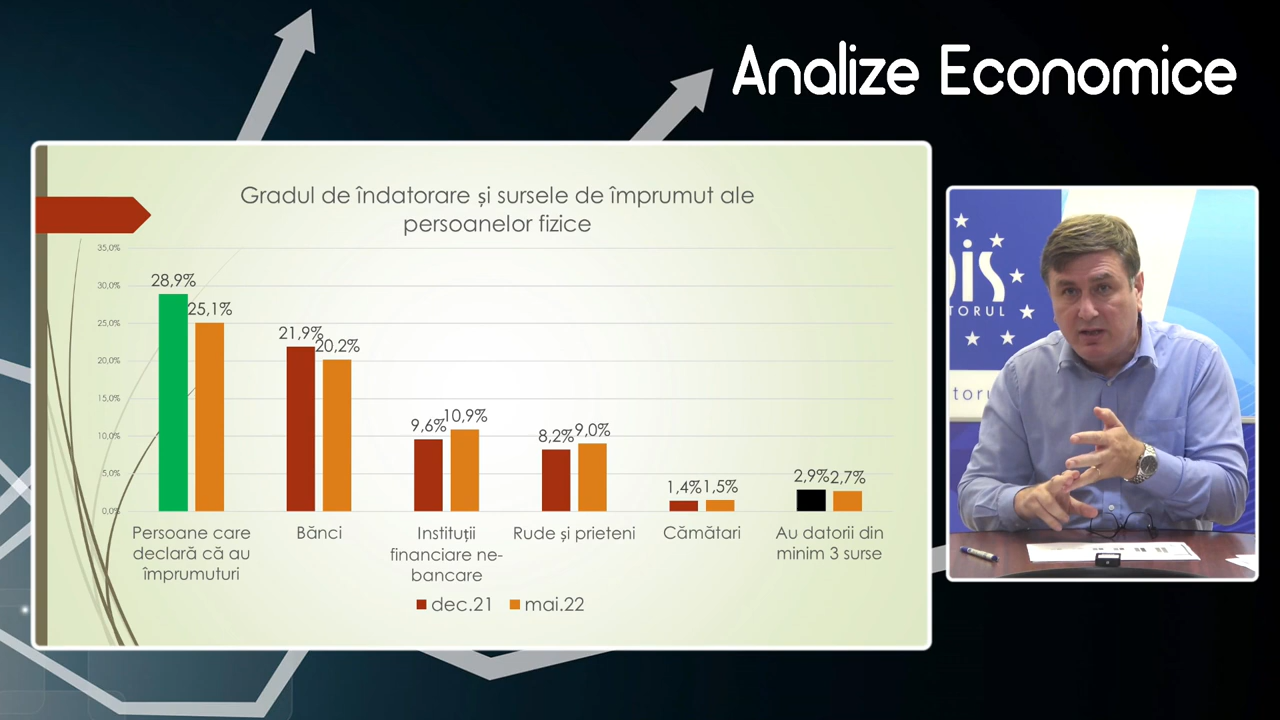 Analize Economice
Gradul de îndatorare și sursele de împrumut ale
persoanelor fizice
35,0%
30,0%
25,0%
20,0%
15,0%
10,0%
5,0%
0,0%
28,9%
25,1%
21,9%
20,2%
9,6%
10,9%
8,2%
9,0%
1,4%
1,5%
2,9%
2,7%
Persoane care
declară că au
împrumuturi
Bănci
Instituții
financiare ne-
bancare
Rude și prieteni
Cămătari
Au datorii din
minim 3 surse
dec.21
mai.22
TORUL